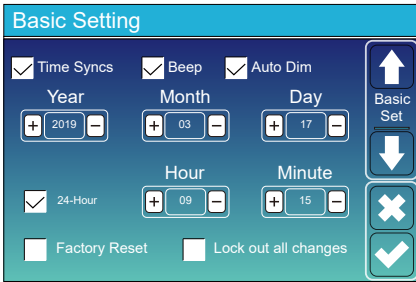 Basic Setting
Time Syncs Beep Auto Dim
Year Month Day
+ 2019 − + 03 − + 17 −
Basic
Set
Hour Minute
24-Hour + 09 − + 15 −
Factory Reset Lock out all changes